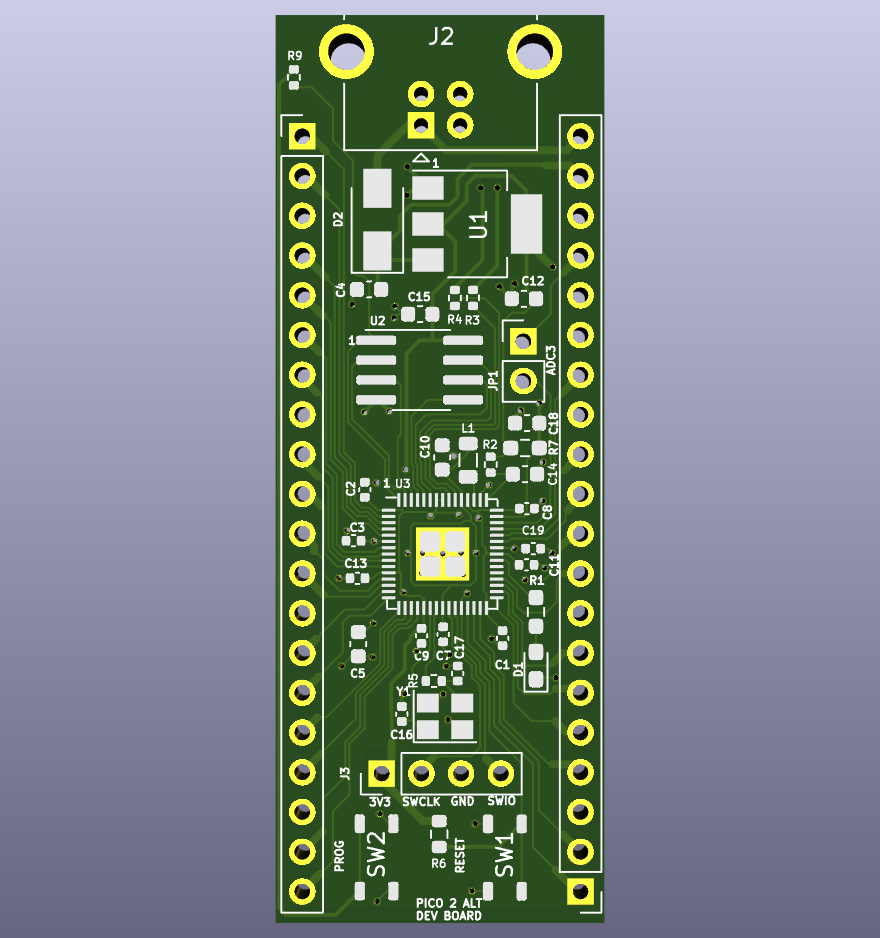 J2
R9
1
D2
U1
C4
C12
C15
R4 R3
U2
1
ADC3
JP1
C18
L1
C10
R2
R7
C14
C2
1 U3
C8
C3
C19
C11
C13
R1
C9
C17
C1
C5
D1
R5
Y1
C16
J3
3V3 SWCLK GND SWIO
PROG
SW2
RESET
SW1
R6
PICO 2 ALT
DEV BOARD